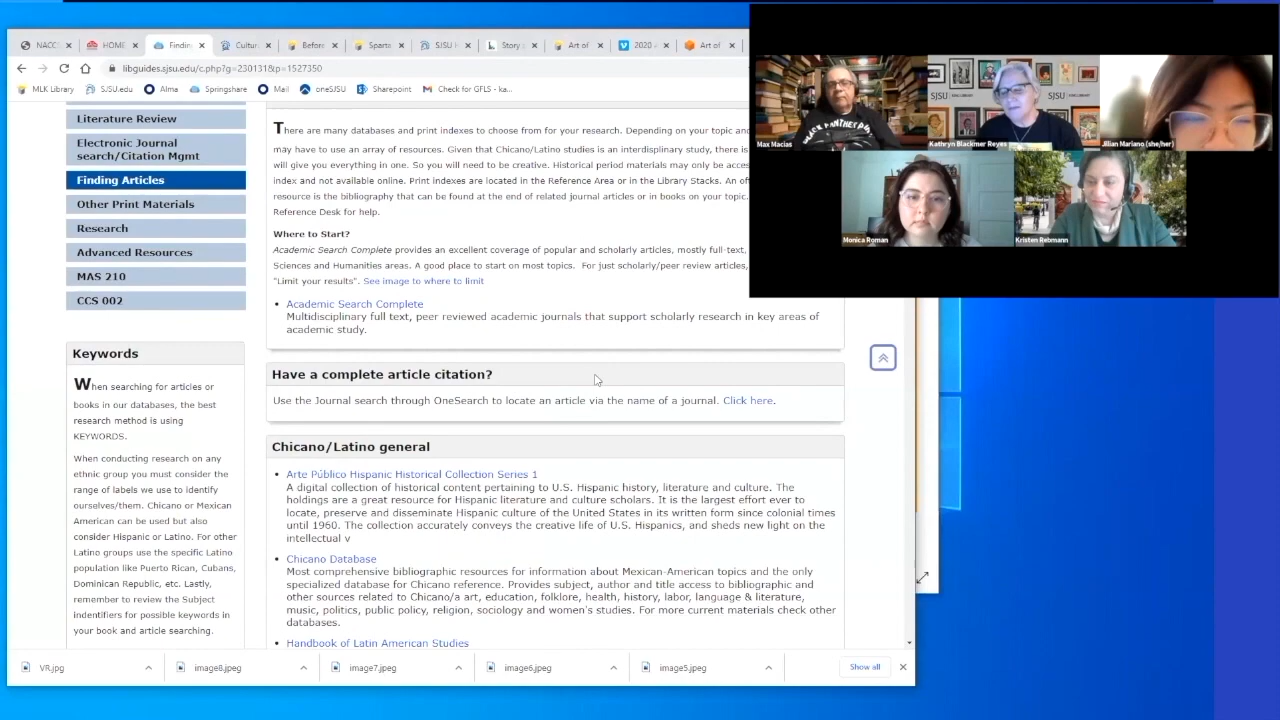 NACC
HOME
Findin
Cultur
Before
Sparta
SJSU
Story
Art of
2020
Art of
libguides.sjsu.edu/c.php?g=230131&p=1527350
MLK Library
SJSU.edu
Alma
Springshare
Mail
oneSJSU
Sharepoint
Check for GFLS - ka...
Literature Review
Electronic Journal
search/Citation Mgmt
Finding Articles
Other Print Materials
Research
Advanced Resources
MAS 210
CCS 002
Keywords
When searching for articles or
books in our databases, the best
research method is using
KEYWORDS.
When conducting research on any
ethnic group you must consider the
range of labels we use to identify
ourselves/them. Chicano or Mexican
American can be used but also
consider Hispanic or Latino. For other
Latino groups use the specific Latino
population like Puerto Rican, Cubans,
Dominican Republic, etc. Lastly,
remember to review the Subject
indentifiers for possible keywords in
your book and article searching.
There are many databases and print indexes to choose from for your research. Depending on your topic and
have to use an array of resources. Given that Chicano/Latino studies is an interdisciplinary study, there is
will give you everything in one. So you will need to be creative. Historical period materials may only be access
index and not available online. Print indexes are located in the Reference Area or in the Library Stacks. An oft
resource is the bibliography that can be found at the end of related journal articles or in books on your topic.
Reference Desk for help.
Where to Start?
Academic Search Complete provides an excellent coverage of popular and scholarly articles, mostly full-text,
Sciences and Humanities areas. A good place to start on most topics. For just scholarly/peer review articles,
"Limit your results". See image to where to limit
• Academic Search Complete
Multidisciplinary full text, peer reviewed academic journals that support scholarly research in key areas of
academic study.
Have a complete article citation?
Use the Journal search through OneSearch to locate an article via the name of a journal. Click here.
Chicano/Latino general
• Arte Público Hispanic Historical Collection Series 1
A digital collection of historical content pertaining to U.S. Hispanic history, literature and culture. The
holdings are a great resource for Hispanic literature and culture scholars. It is the largest effort ever to
locate, preserve and disseminate Hispanic culture of the United States in its written form since colonial times
until 1960. The collection accurately conveys the creative life of U.S. Hispanics, and sheds new light on the
intellectual v
• Chicano Database
Most comprehensive bibliographic resources for information about Mexican-American topics and the only
specialized database for Chicano reference. Provides subject, author and title access to bibliographic and
other sources related to Chicano/a art, education, folklore, health, history, labor, language & literature,
music, politics, public policy, religion, sociology and women's studies. For more current materials check other
databases.
• Handbook of Latin American Studies
BLACK PANTHER
SJSU
SJSU
Max Macias
Kathryn Blackmer Reyes
Jillian Mariano (she/her)
Monica Roman
Kristen Rebmann
VR.jpg
image8.jpeg
image7.jpeg
image6.jpeg
image5.jpeg
Show all